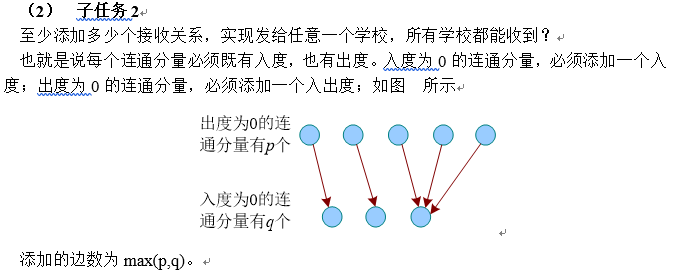 （2） 子任务 2
至少添加多少个接收关系，实现发给任意一个学校，所有学校都能收到？
也就是说每个连通分量必须既有入度，也有出度。入度为 0 的连通分量，必须添加一个入
度；出度为 0 的连通分量，必须添加一个入出度；如图 所示
出度为0的连
通分量有p个
入度为0的连
通分量有q个
添加的边数为 max(p,q)。